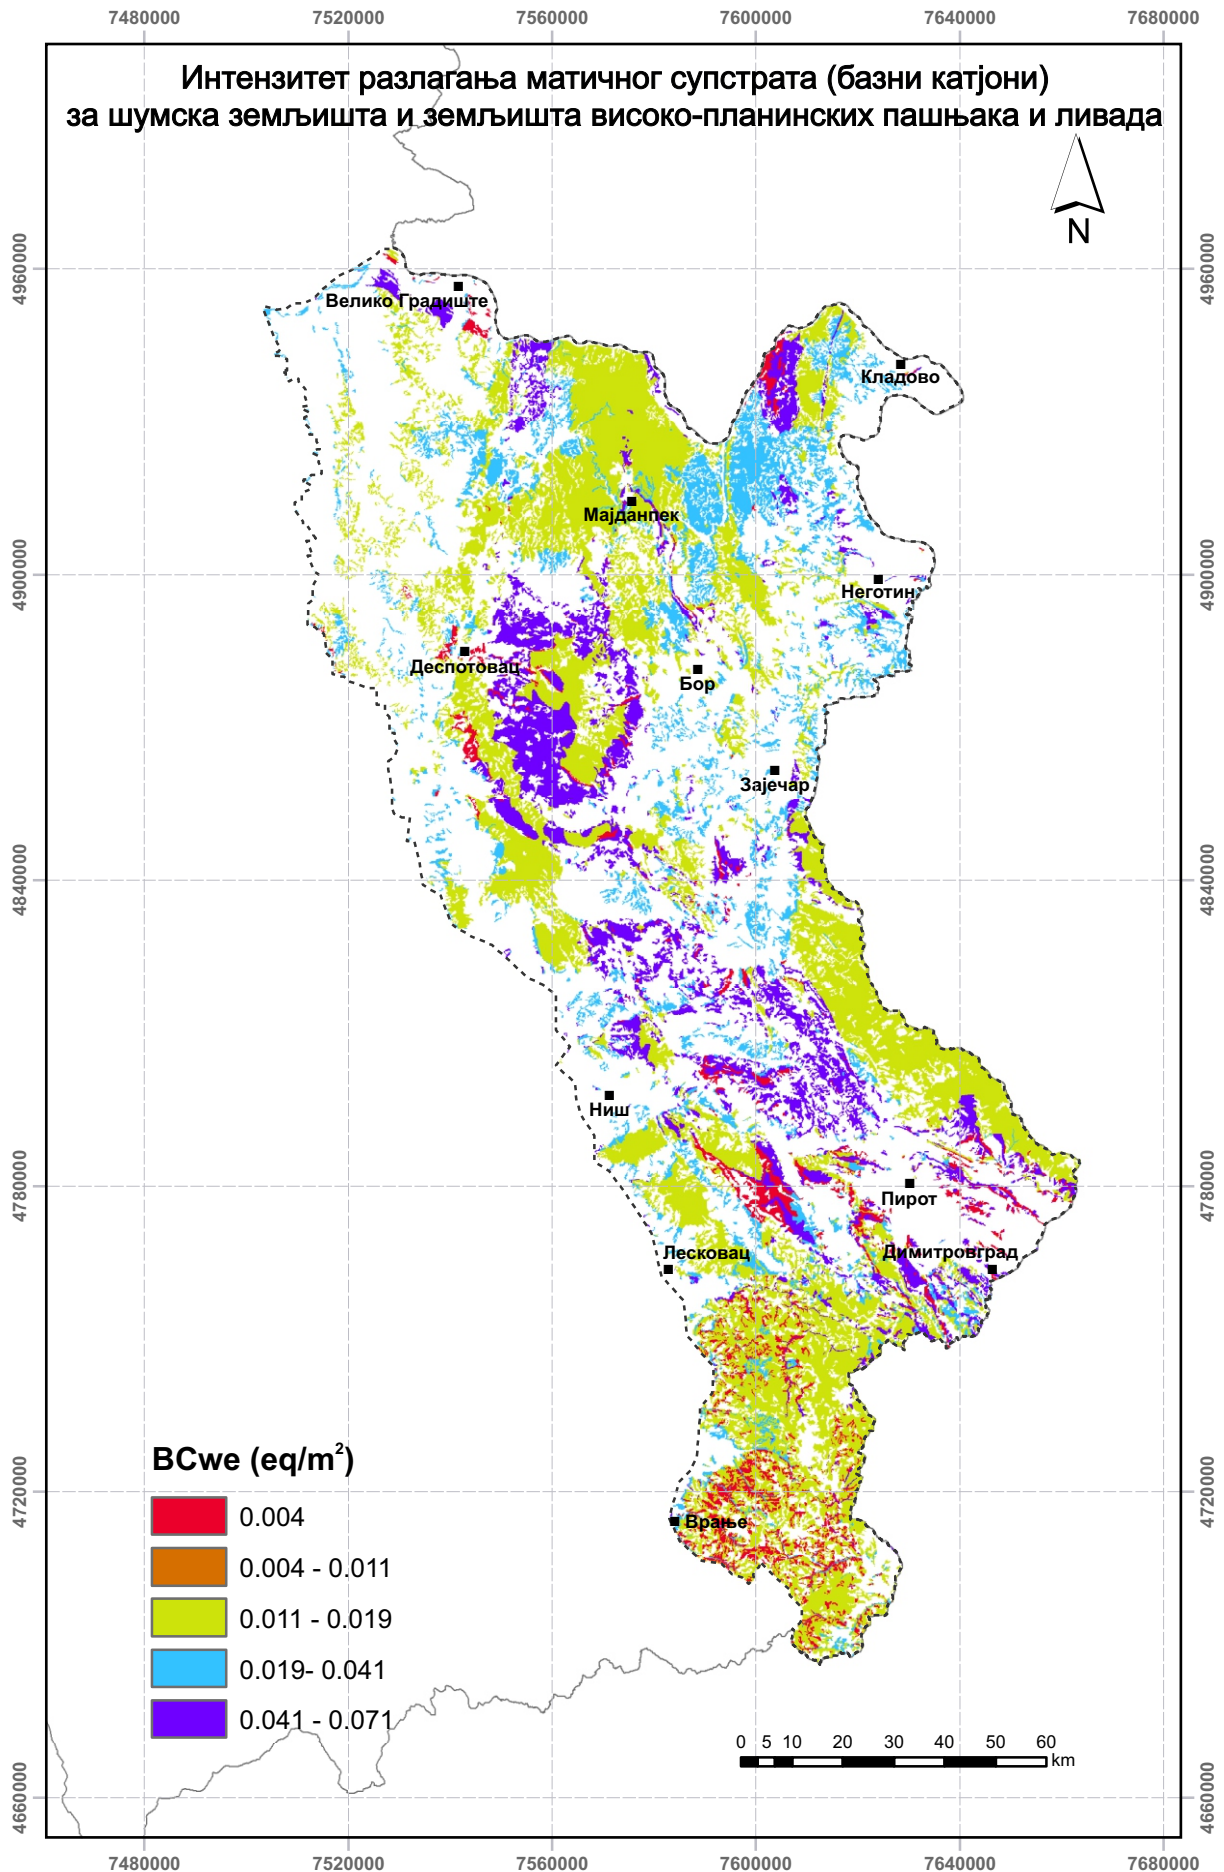 7480000 7520000 7560000 7600000 7640000 7680000
Интензитет разлагања матичног супстрата (базни катјони)
за шумска земљишта и земљишта високо-планинских пашњака и ливада
N
4960000 4960000
Велико Градиште
Кладово
Мајданпек
4900000 4900000
Неготин
Деспотовац
Бор
Зајечар
4840000 4840000
Ниш
4780000 4780000
Пирот
Лесковац
Димитровград
BCwe (eq/m²)
4720000 4720000
0.004
Врање
0.004 - 0.011
0.011 - 0.019
0.019- 0.041
0.041 - 0.071
0 5 10 20 30 40 50 60
km
4660000 4660000
7480000 7520000 7560000 7600000 7640000 7680000